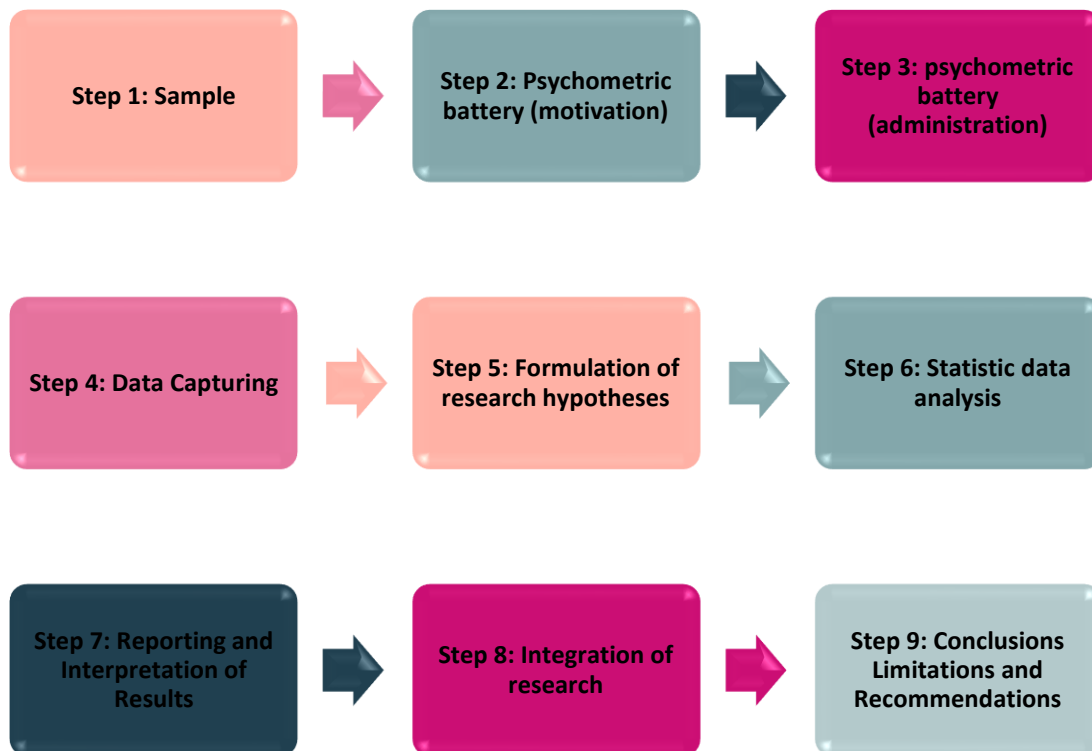 Step 1: Sample
Step 2: Psychometric
battery (motivation)
Step 3: psychometric
battery
(administration)
Step 4: Data Capturing
Step 5: Formulation of
research hypotheses
Step 6: Statistic data
analysis
Step 7: Reporting and
Interpretation of
Results
Step 8: Integration of
research
Step 9: Conclusions
Limitations and
Recommendations